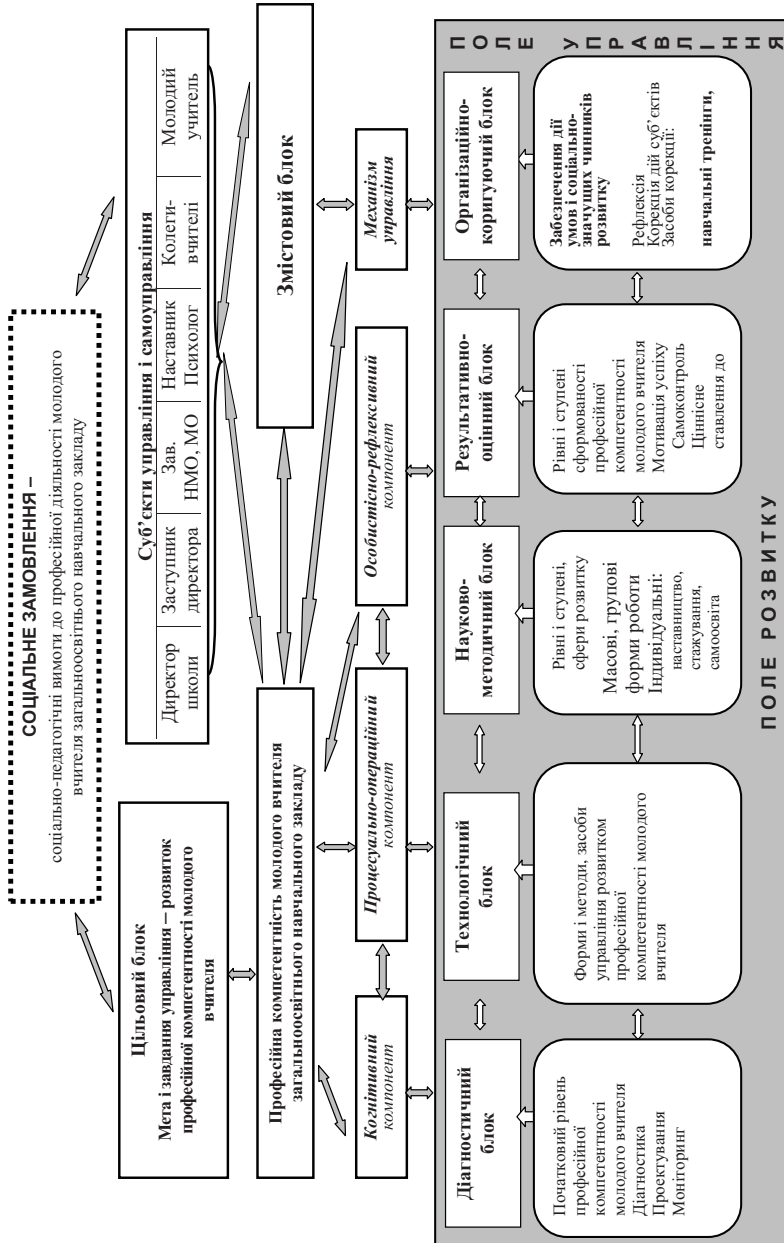 СОЦІАЛЬНЕ ЗАМОВЛЕННЯ –
соціально-педагогічні вимоги до професійної діяльності молодого
вчителя загальноосвітнього навчального закладу
Цільовий блок
Мета і завдання управління – розвиток
професійної компетентності молодого
вчителя
Суб’єкти управління і самоуправління
Директор
школи
Заступник
директора
Зав.
НМО, МО
Наставник
Психолог
Колеги-
вчителі
Молодий
учитель
Професійна компетентність молодого вчителя
загальноосвітнього навчального закладу
Змістовий блок
Когнітивний
компонент
Процесуально-операційний
компонент
Особистісно-рефлексивний
компонент
Механізм
управління
Діагностичний
блок
Технологічний
блок
Науково-
методичний блок
Результативно-
оцінний блок
Організаційно-
коригуючий блок
Початковий рівень
професійної
компетентності
молодого вчителя
Діагностика
Проектування
Моніторинг
Форми і методи, засоби
управління розвитком
професійної
компетентності молодого
вчителя
Рівні і ступені,
сфери розвитку
Масові, групові
форми роботи
Індивідуальні:
наставництво,
стажування,
самоосвіта
Рівні і ступені
сформованості
професійної
компетентності
молодого вчителя
Мотивація успіху
Самоконтроль
Ціннісне
ставлення до
Забезпечення дії
умов і соціально-
значущих чинників
розвитку
Рефлексія
Корекція дій суб’єктів
Засоби корекції:
навчальні тренінги,
ПОЛЕ УПРАВЛІННЯ
ПОЛЕ РОЗВИТКУ